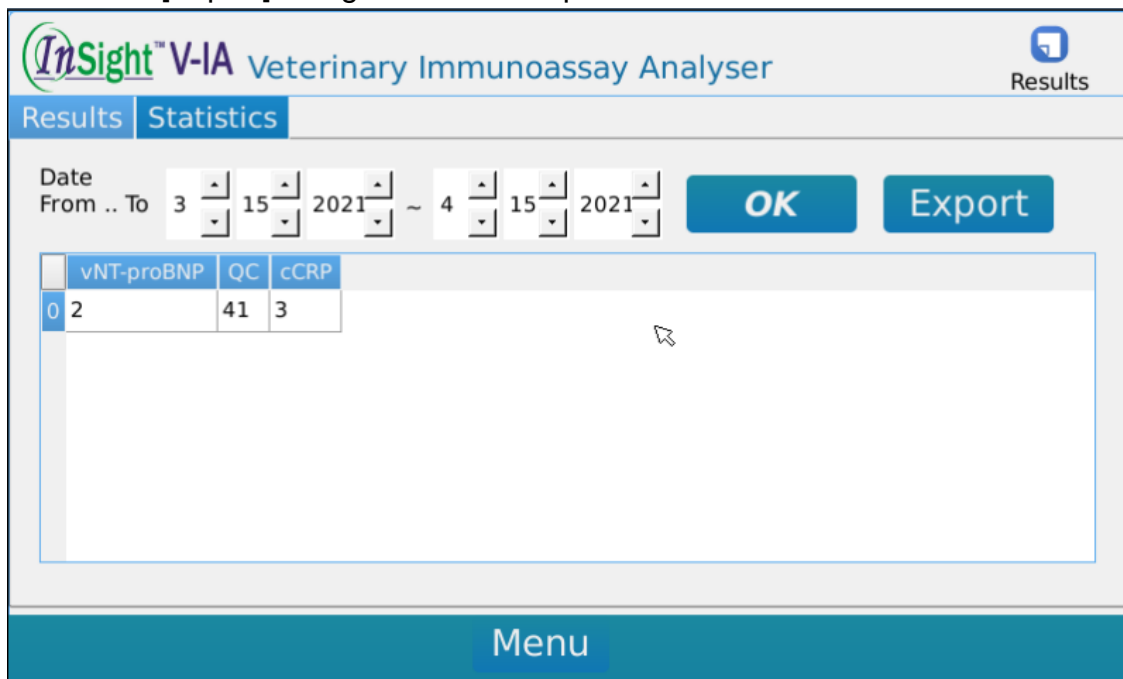 InSight™ V-IA Veterinary Immunoassay Analyser
Results
Results Statistics
Date
From .. To 3 15 2021 ~ 4 15 2021 OK Export
vNT-proBNP QC cCRP
0 2 41 3
Menu